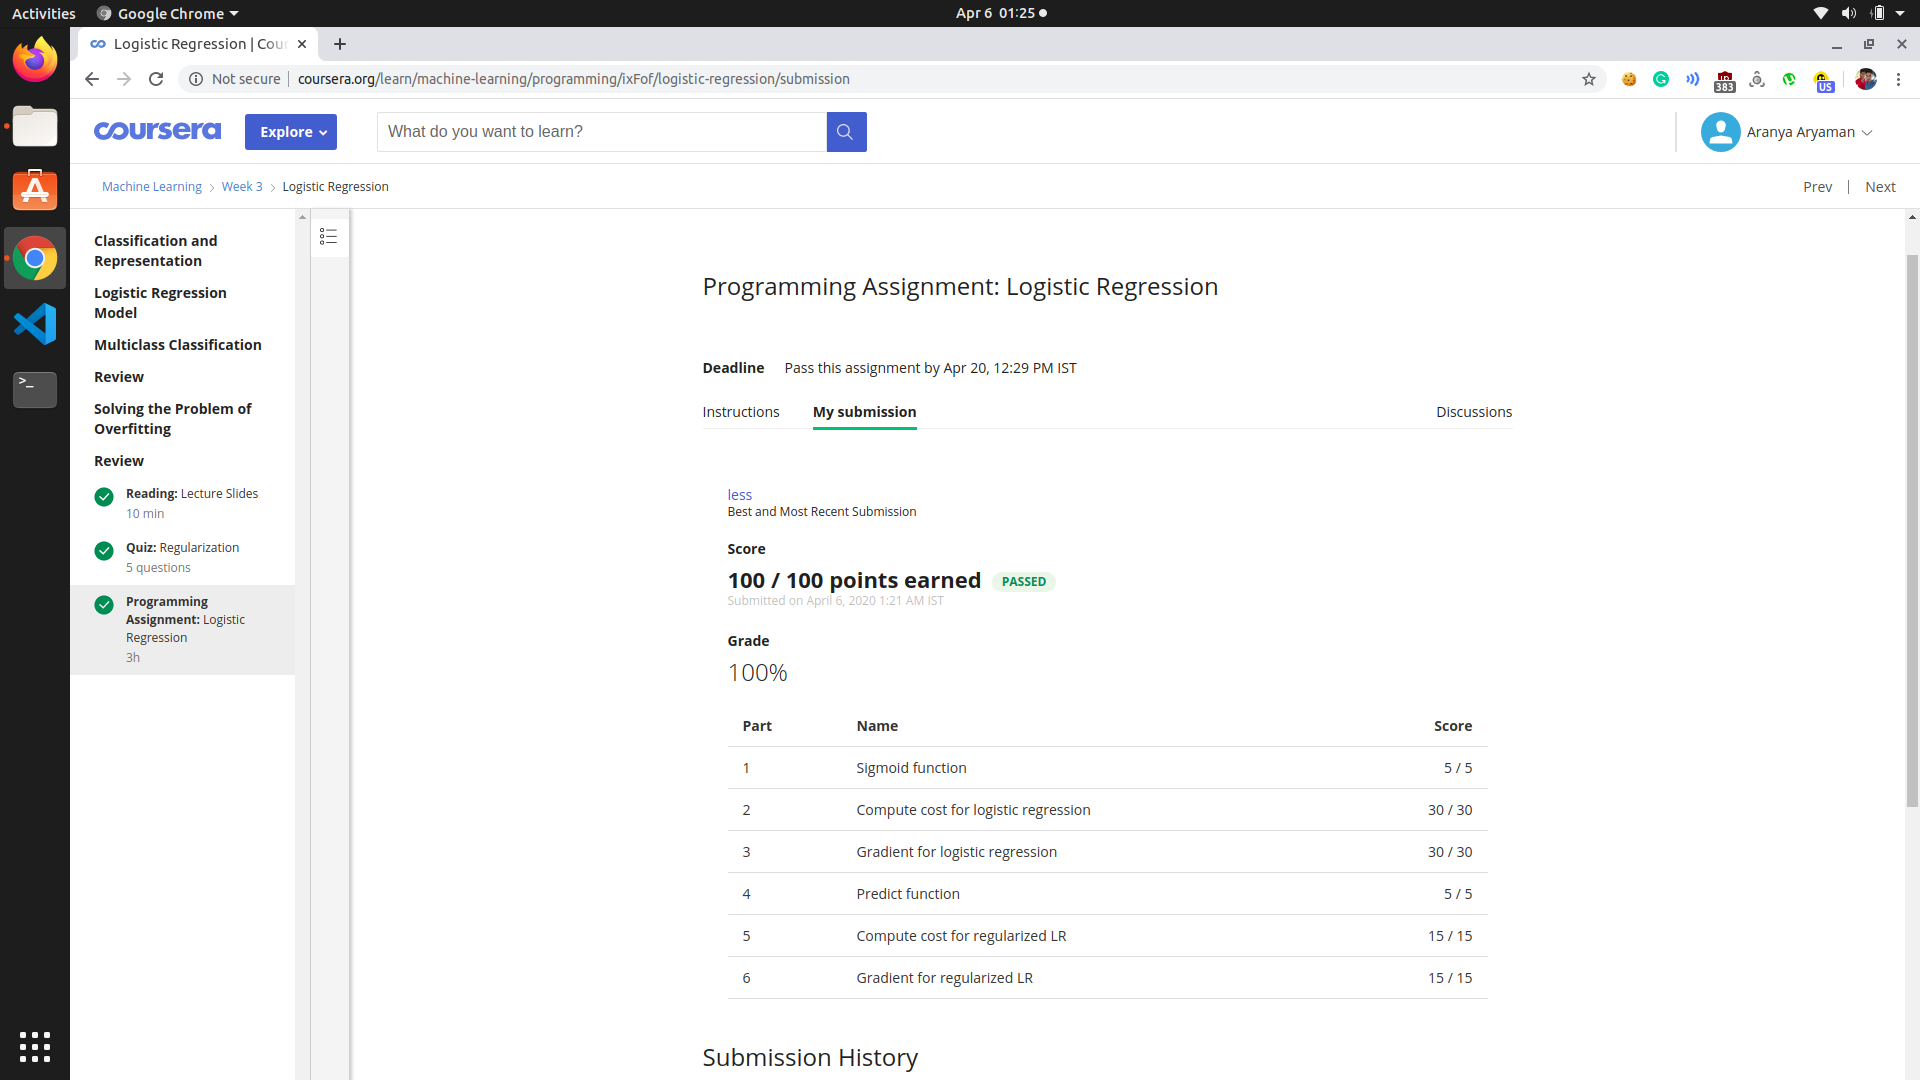 Activities
Google Chrome
Apr 6 01:25
Logistic Regression | Cour
Not secure
coursera.org/learn/machine-learning/programming/ixFof/logistic-regression/submission
383
US
coursera
Explore
What do you want to learn?
Aranya Aryaman
Machine Learning
Week 3
Logistic Regression
Prev | Next
Classification and
Representation
Logistic Regression
Model
Multiclass Classification
Review
Solving the Problem of
Overfitting
Review
Reading: Lecture Slides
10 min
Quiz: Regularization
5 questions
Programming
Assignment: Logistic
Regression
3h
Programming Assignment: Logistic Regression
Deadline Pass this assignment by Apr 20, 12:29 PM IST
Instructions My submission Discussions
less
Best and Most Recent Submission
Score
100 / 100 points earned PASSED
Submitted on April 6, 2020 1:21 AM IST
Grade
100%
Part Name Score
1 Sigmoid function 5 / 5
2 Compute cost for logistic regression 30 / 30
3 Gradient for logistic regression 30 / 30
4 Predict function 5 / 5
5 Compute cost for regularized LR 15 / 15
6 Gradient for regularized LR 15 / 15
Submission History